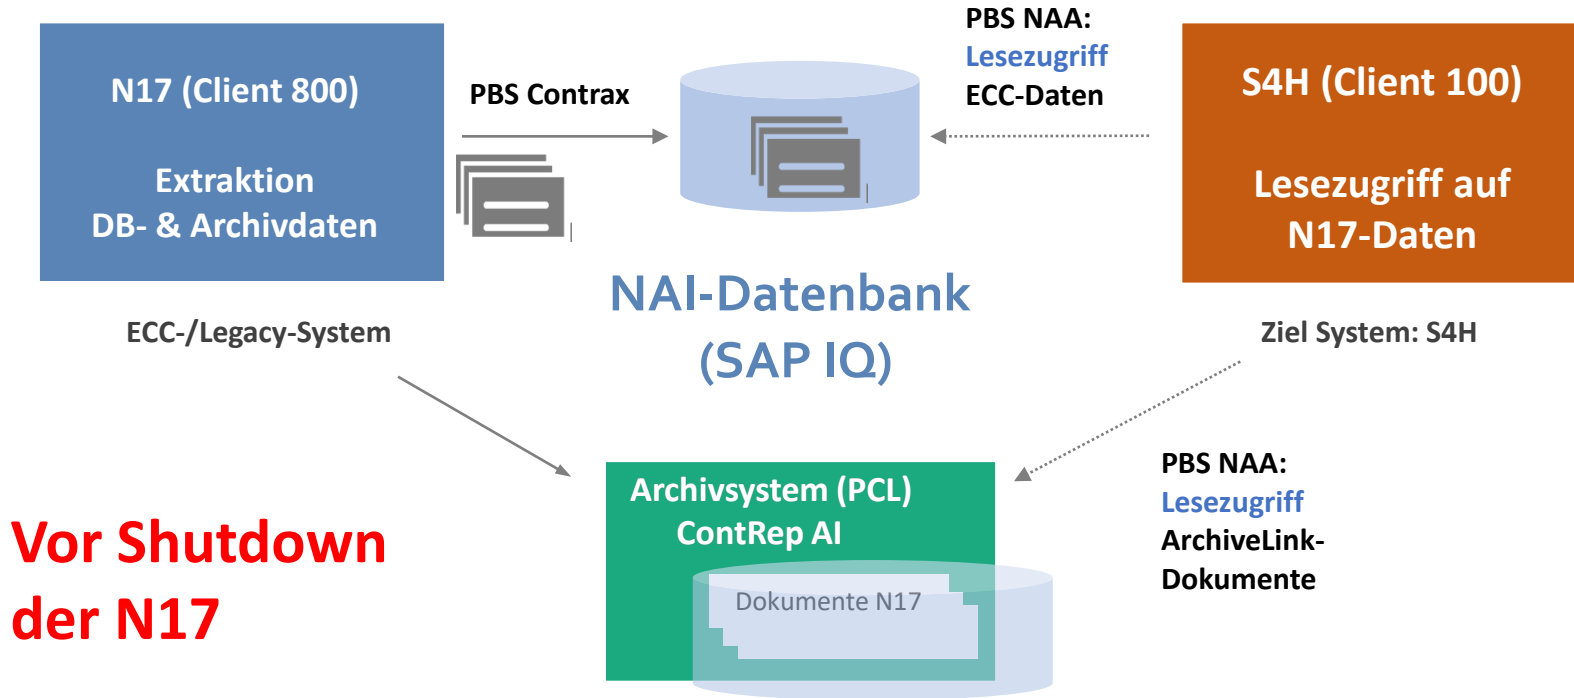 N17 (Client 800)
Extraktion
DB- & Archivdaten
PBS Contrax
PBS NAA:
Lesezugriff
ECC-Daten
S4H (Client 100)
Lesezugriff auf
N17-Daten
NAI-Datenbank
(SAP IQ)
ECC-/Legacy-System
Ziel System: S4H
Archivsystem (PCL)
ContRep AI
Dokumente N17
PBS NAA:
Lesezugriff
ArchiveLink-
Dokumente
Vor Shutdown
der N17